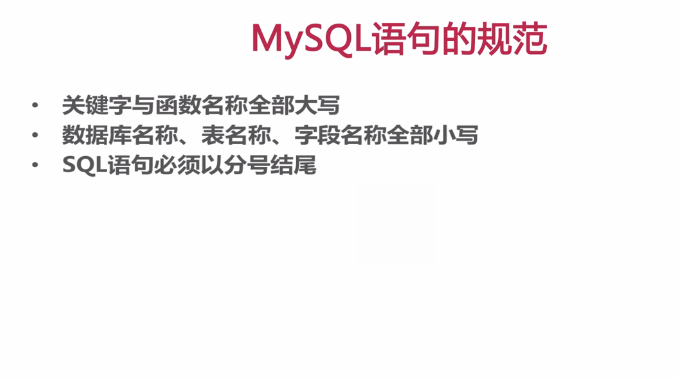 MySQL语句的规范
• 关键字与函数名称全部大写
• 数据库名称、表名称、字段名称全部小写
• SQL语句必须以分号结尾